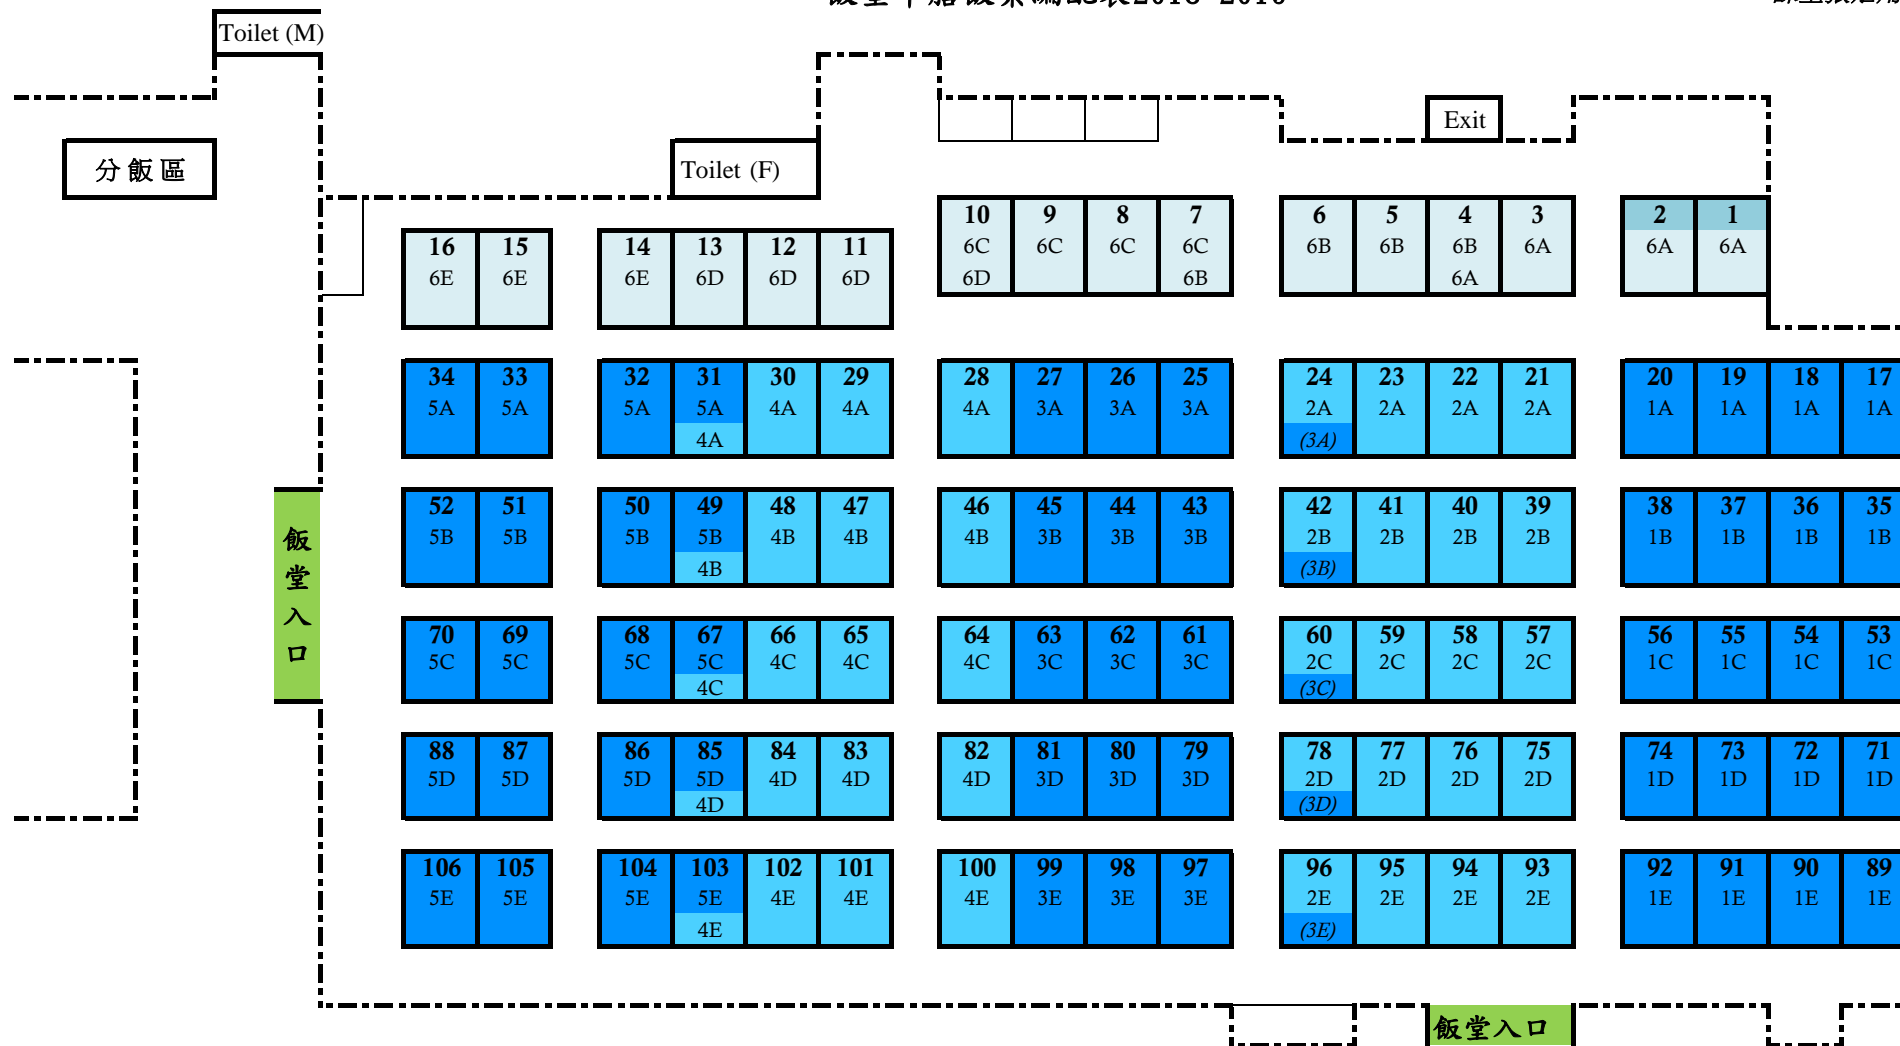 Toilet (M)
Exit
分飯區
Toilet (F)
10 9 8 7 6 5 4 3 2 1
6C 6C 6C 6C 6B 6B 6B 6A 6A 6A
6D 6B 6A
16 15 14 13 12 11
6E 6E 6E 6D 6D 6D
34 33 32 31 30 29 28 27 26 25 24 23 22 21 20 19 18 17
5A 5A 5A 5A 4A 4A 4A 3A 3A 3A 2A 2A 2A 2A 1A 1A 1A 1A
4A (3A)
52 51 50 49 48 47 46 45 44 43 42 41 40 39 38 37 36 35
5B 5B 5B 5B 4B 4B 4B 3B 3B 3B 2B 2B 2B 2B 1B 1B 1B 1B
4B (3B)
飯堂入口
70 69 68 67 66 65 64 63 62 61 60 59 58 57 56 55 54 53
5C 5C 5C 5C 4C 4C 4C 3C 3C 3C 2C 2C 2C 2C 1C 1C 1C 1C
4C (3C)
88 87 86 85 84 83 82 81 80 79 78 77 76 75 74 73 72 71
5D 5D 5D 5D 4D 4D 4D 3D 3D 3D 2D 2D 2D 2D 1D 1D 1D 1D
4D (3D)
106 105 104 103 102 101 100 99 98 97 96 95 94 93 92 91 90 89
5E 5E 5E 5E 4E 4E 4E 3E 3E 3E 2E 2E 2E 2E 1E 1E 1E 1E
4E (3E)
飯堂入口